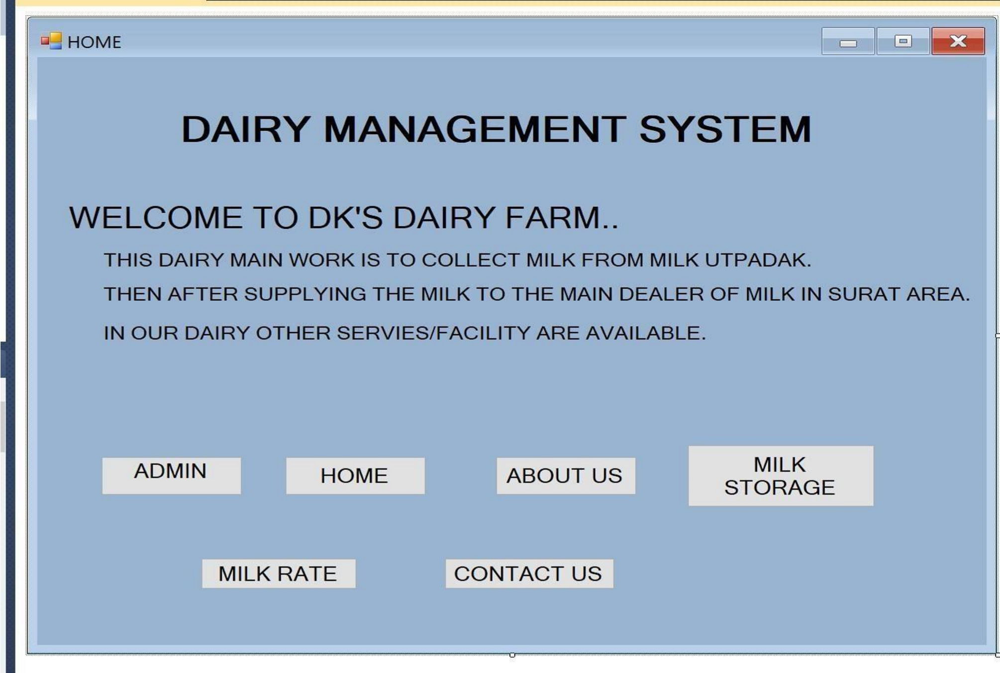 HOME
DAIRY MANAGEMENT SYSTEM
WELCOME TO DK'S DAIRY FARM..
THIS DAIRY MAIN WORK IS TO COLLECT MILK FROM MILK UTPADAK.
THEN AFTER SUPPLYING THE MILK TO THE MAIN DEALER OF MILK IN SURAT AREA.
IN OUR DAIRY OTHER SERVIES/FACILITY ARE AVAILABLE.
ADMIN
HOME
ABOUT US
MILK
STORAGE
MILK RATE
CONTACT US